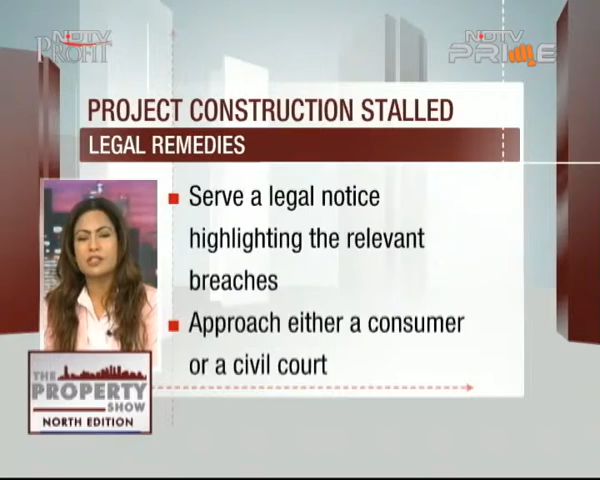 NDTV
PROFIT
NDTV
PRIME
PROJECT CONSTRUCTION STALLED
LEGAL REMEDIES
Serve a legal notice
highlighting the relevant
breaches
Approach either a consumer
or a civil court
THE
PROPERTY
SHOW
NORTH EDITION